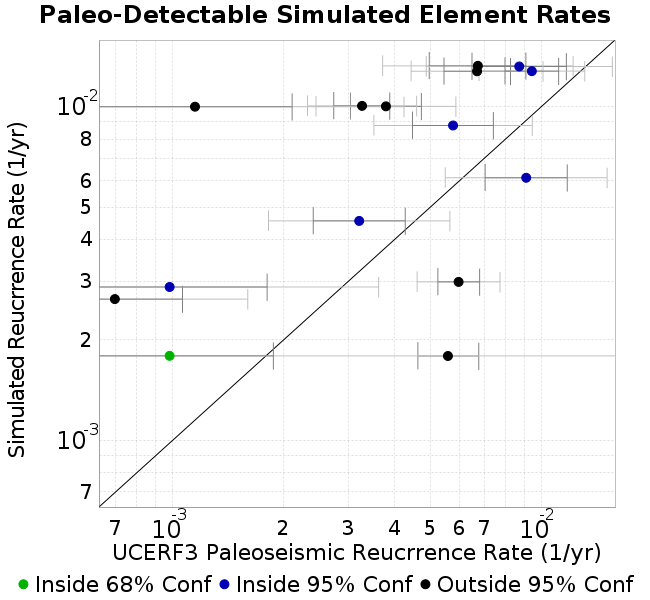 Paleo-Detectable Simulated Element Rates
Simulated Reucrrence Rate (1/yr)
10-2
8
6
5
4
3
2
10-3
7
7 10-3 2 3 4 5 6 7 10-2
UCERF3 Paleoseismic Reucrrence Rate (1/yr)
Inside 68% Conf Inside 95% Conf Outside 95% Conf